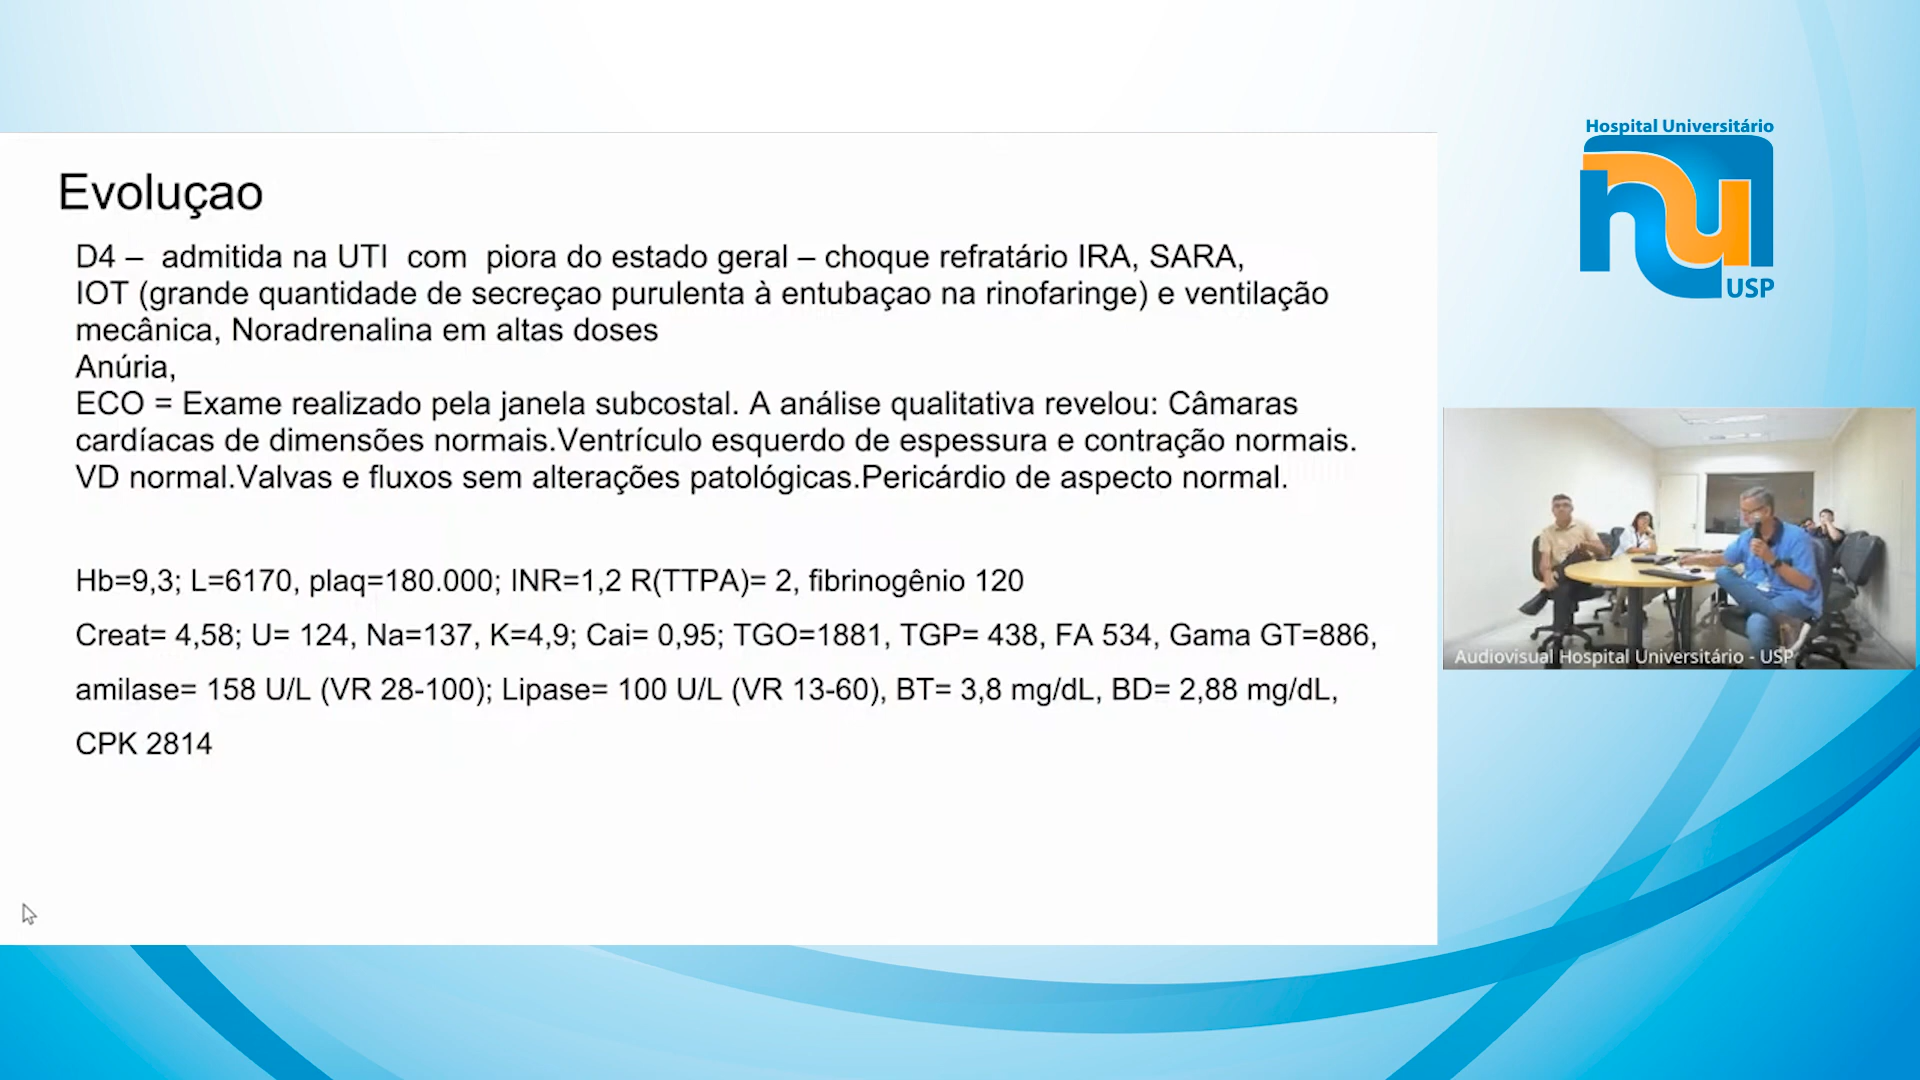 Hospital Universitário
USP
Evoluçao
D4 – admitida na UTI com piora do estado geral – choque refratário IRA, SARA,
IOT (grande quantidade de secreçao purulenta à entubaçao na rinofaringe) e ventilação
mecânica, Noradrenalina em altas doses
Anúria,
ECO = Exame realizado pela janela subcostal. A análise qualitativa revelou: Câmaras
cardíacas de dimensões normais.Ventrículo esquerdo de espessura e contração normais.
VD normal.Valvas e fluxos sem alterações patológicas.Pericárdio de aspecto normal.
Hb=9,3; L=6170, plaq=180.000; INR=1,2 R(TTPA)= 2, fibrinogênio 120
Creat= 4,58; U= 124, Na=137, K=4,9; Cai= 0,95; TGO=1881, TGP= 438, FA 534, Gama GT=886,
amilase= 158 U/L (VR 28-100); Lipase= 100 U/L (VR 13-60), BT= 3,8 mg/dL, BD= 2,88 mg/dL,
CPK 2814
Audiovisual Hospital Universitário - USP